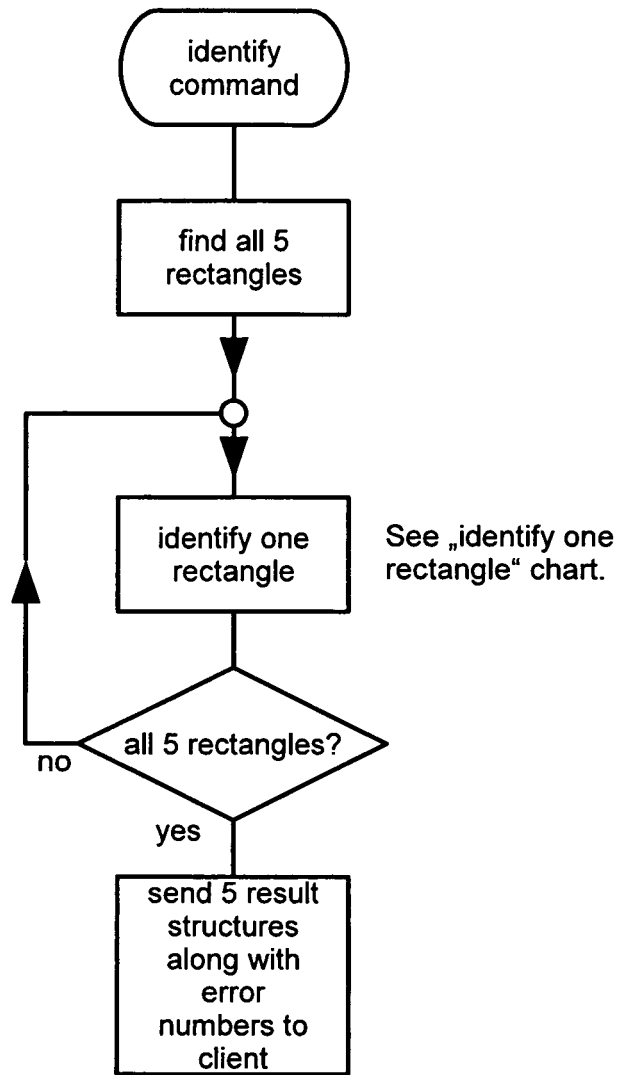 identify
command
find all 5
rectangles
identify one
rectangle
See „identify one
rectangle“ chart.
all 5 rectangles?
no
yes
send 5 result
structures
along with
error
numbers to
client